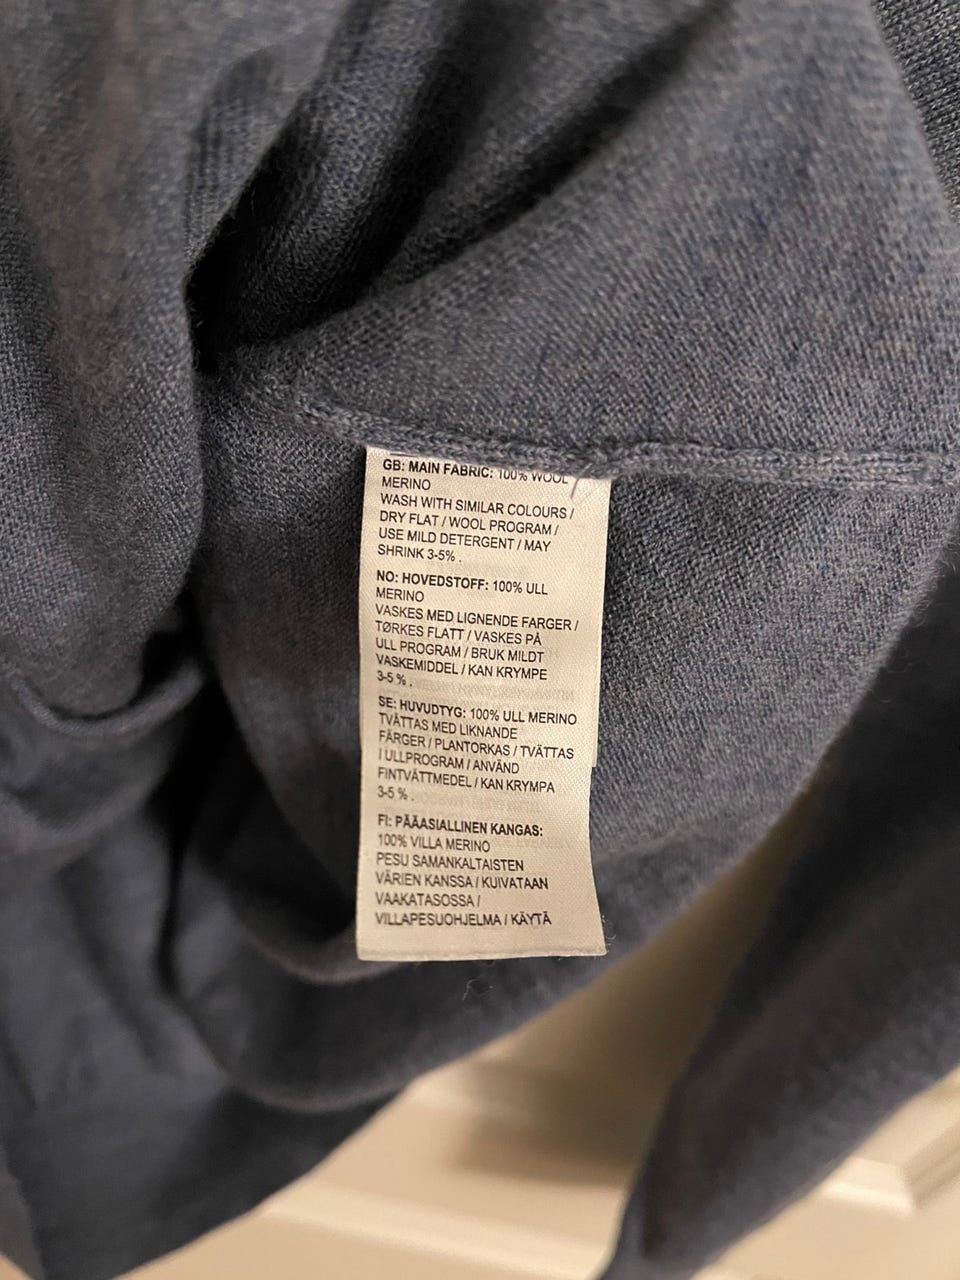 GB: MAIN FABRIC: 100% WOOL
MERINO
WASH WITH SIMILAR COLOURS /
DRY FLAT / WOOL PROGRAM /
USE MILD DETERGENT / MAY
SHRINK 3-5% .
NO: HOVEDSTOFF: 100% ULL
MERINO
VASKES MED LIGNENDE FARGER /
TØRKES FLATT / VASKES PÅ
ULL PROGRAM / BRUK MILDT
VASKEMIDDEL / KAN KRYMPE
3-5 % .
SE: HUVUDTYG: 100% ULL MERINO
TVÄTTAS MED LIKNANDE
FÄRGER / PLANTORKAS / TVÄTTAS
I ULLPROGRAM / ANVÄND
FINTVÄTTMEDEL / KAN KRYMPA
3-5 % .
FI: PÄÄASIALLINEN KANGAS:
100% VILLA MERINO
PESU SAMANKALTAISTEN
VÄRIEN KANSSA / KUIVATAAN
VAAKATASOSSA /
VILLAPESUOHJELMA / KÄYTÄ